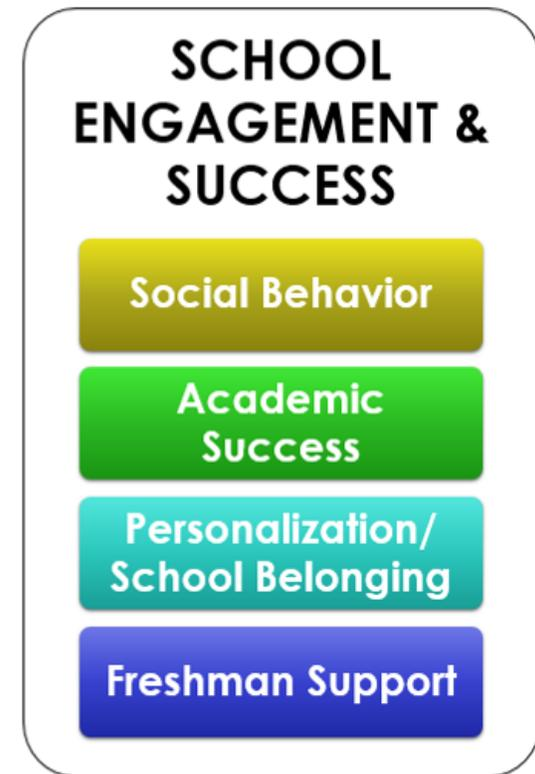 SCHOOL
ENGAGEMENT &
SUCCESS
Social Behavior
Academic
Success
Personalization/
School Belonging
Freshman Support